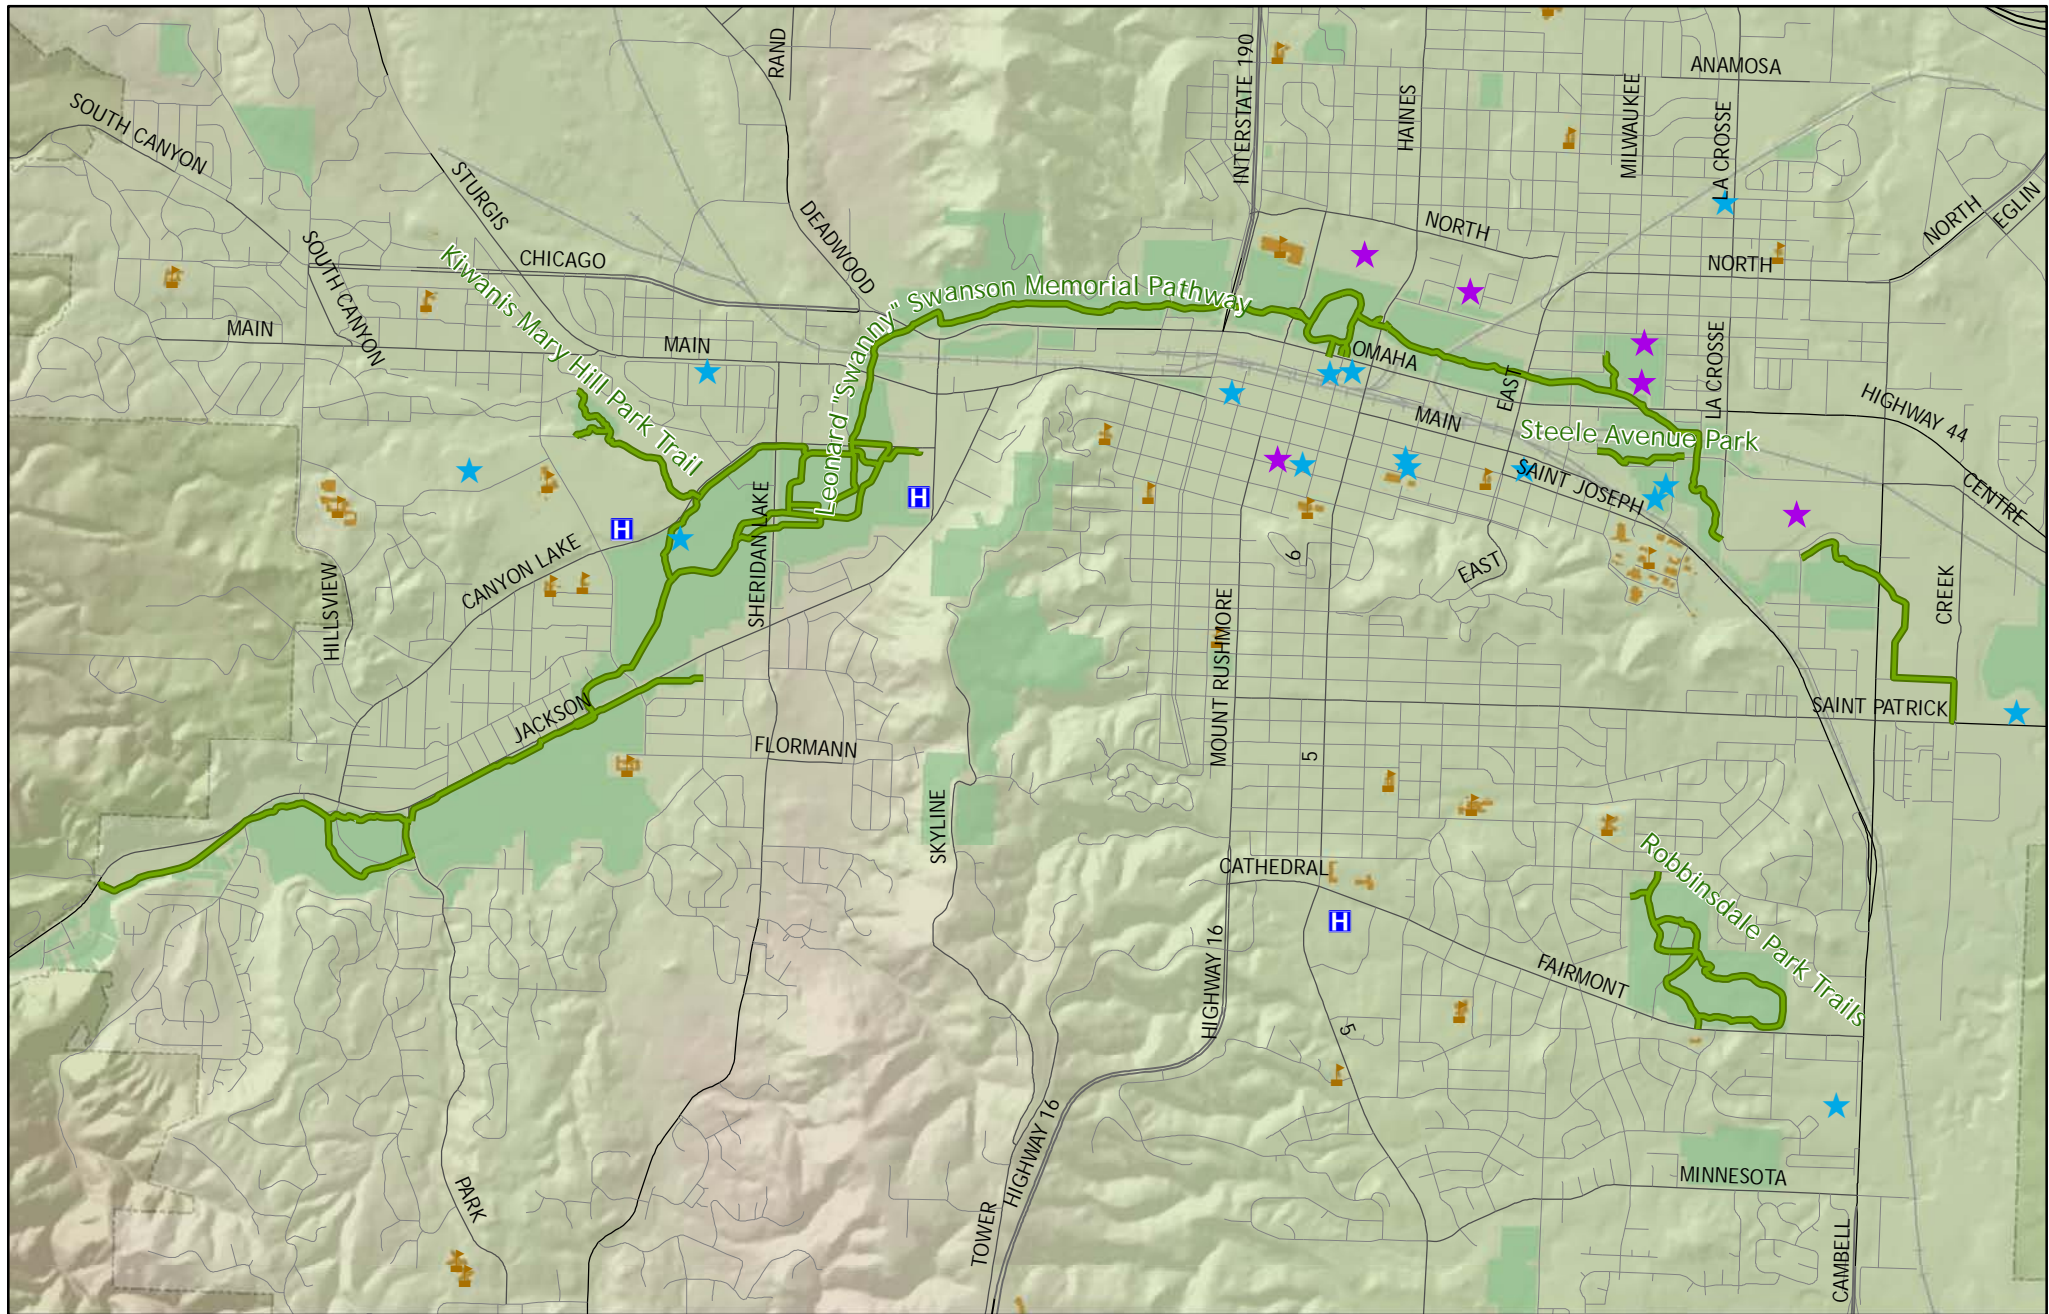 RAND
INTERSTATE 190
HAINES
MILWAUKEE
LA CROSSE
ANAMOSA
SOUTH CANYON
STURGIS
DEADWOOD
NORTH
NORTH
EGLIN
SOUTH CANYON
CHICAGO
NORTH
Kiwanis Mary Hill Park Trail
Leonard "Swanny" Swanson Memorial Pathway
MAIN
MAIN
OMAHA
EAST
LA CROSSE
HIGHWAY 44
MAIN
Steele Avenue Park
SAINT JOSEPH
CENTRE
H
H
SHERIDAN LAKE
CANYON LAKE
HILLSVIEW
6
EAST
CREEK
MOUNT RUSHMORE
JACKSON
FLORMANN
5
SAINT PATRICK
SKYLINE
CATHEDRAL
H
Robbinsdale Park Trails
HIGHWAY 16
FAIRMONT
5
HIGHWAY 16
PARK
TOWER
MINNESOTA
CAMBELL